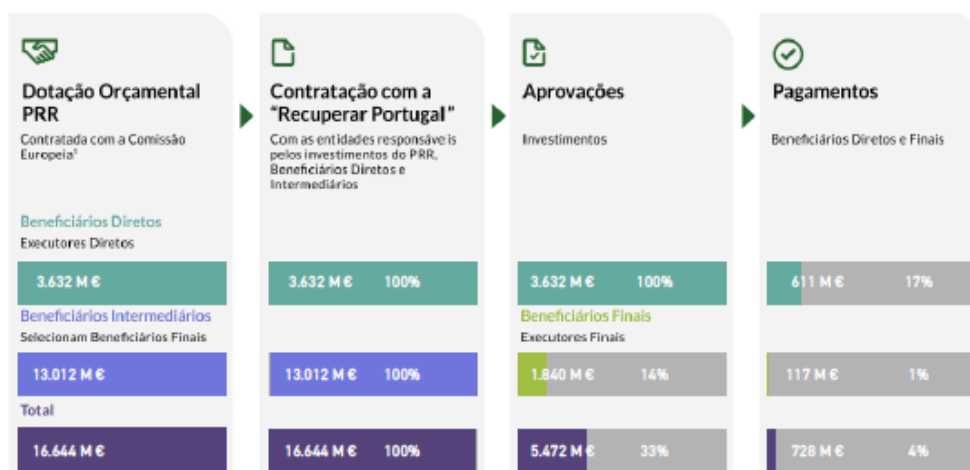 Dotação Orçamental
PRR
Contratada com a Comissão
Europeia¹
Beneficiários Diretos
Executores Diretos
3.632 M €
Beneficiários Intermediários
Selecionam Beneficiários Finais
13.012 M €
Total
16.644 M €
Contratação com a
“Recuperar Portugal”
Com as entidades responsáveis
pelos investimentos do PRR,
Beneficiários Diretos e
Intermediários
3.632 M € 100%
13.012 M € 100%
16.644 M € 100%
Aprovações
Investimentos
3.632 M € 100%
Beneficiários Finais
Executores Finais
1.840 M € 14%
5.472 M € 33%
Pagamentos
Beneficiários Diretos e Finais
611 M € 17%
117 M € 1%
728 M € 4%